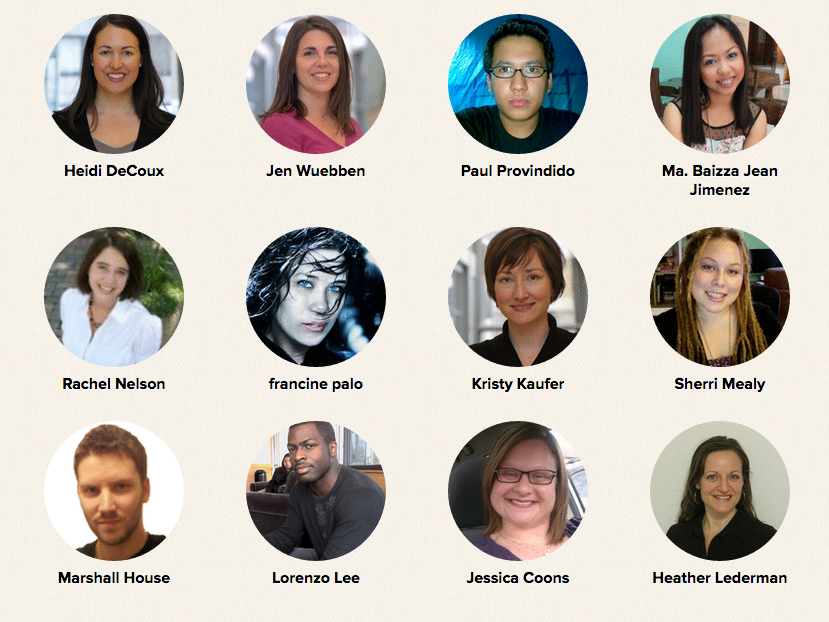 Heidi DeCoux
Jen Wuebben
Paul Provindido
Ma. Baizza Jean
Jimenez
Rachel Nelson
francine palo
Kristy Kaufer
Sherri Mealy
Marshall House
Lorenzo Lee
Jessica Coons
Heather Lederman